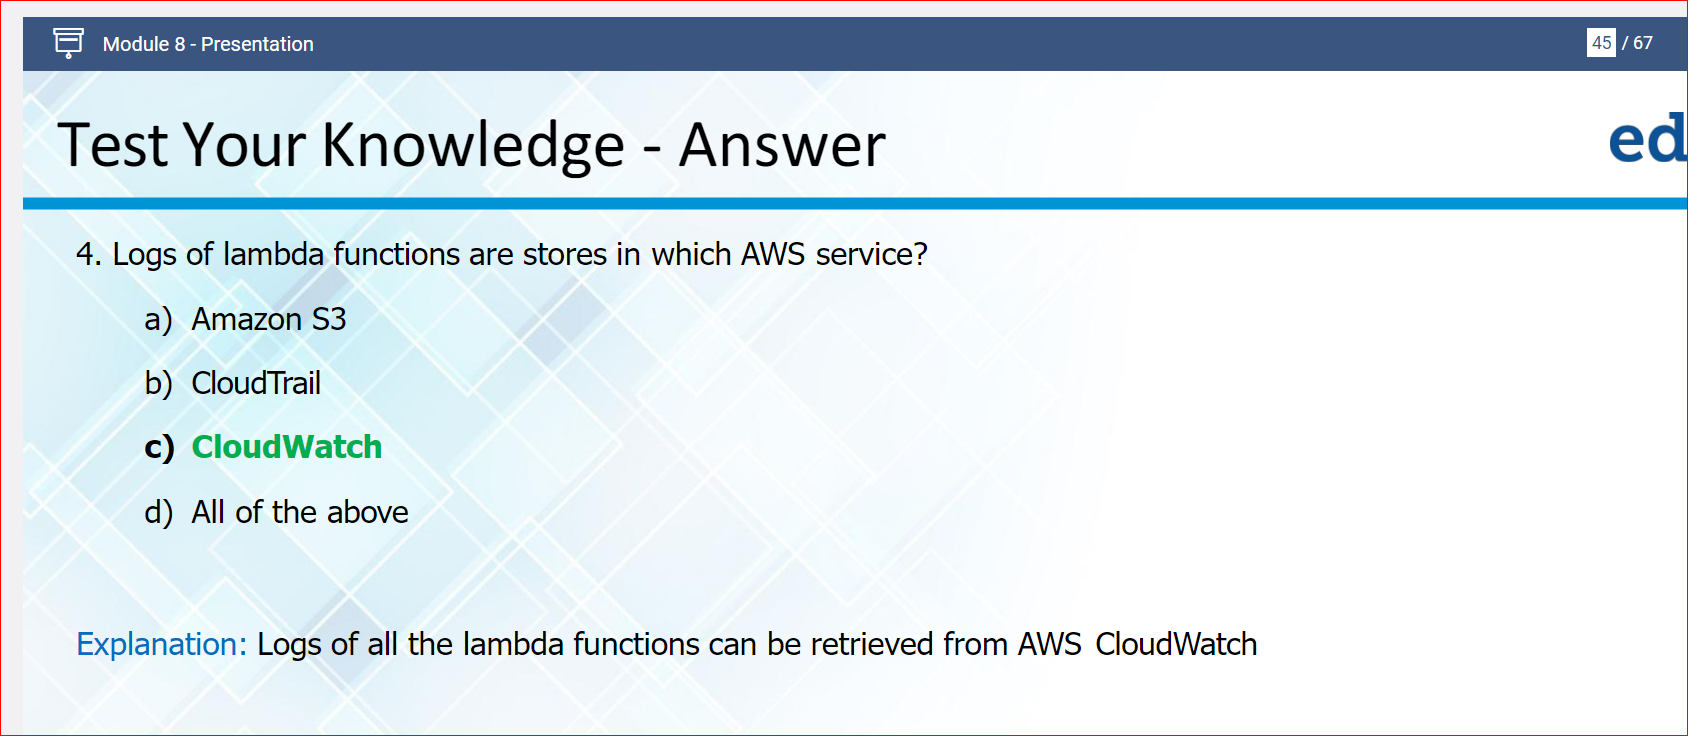 Module 8 - Presentation
45 / 67
Test Your Knowledge - Answer
ed
4. Logs of lambda functions are stores in which AWS service?
a) Amazon S3
b) CloudTrail
c) CloudWatch
d) All of the above
Explanation: Logs of all the lambda functions can be retrieved from AWS CloudWatch